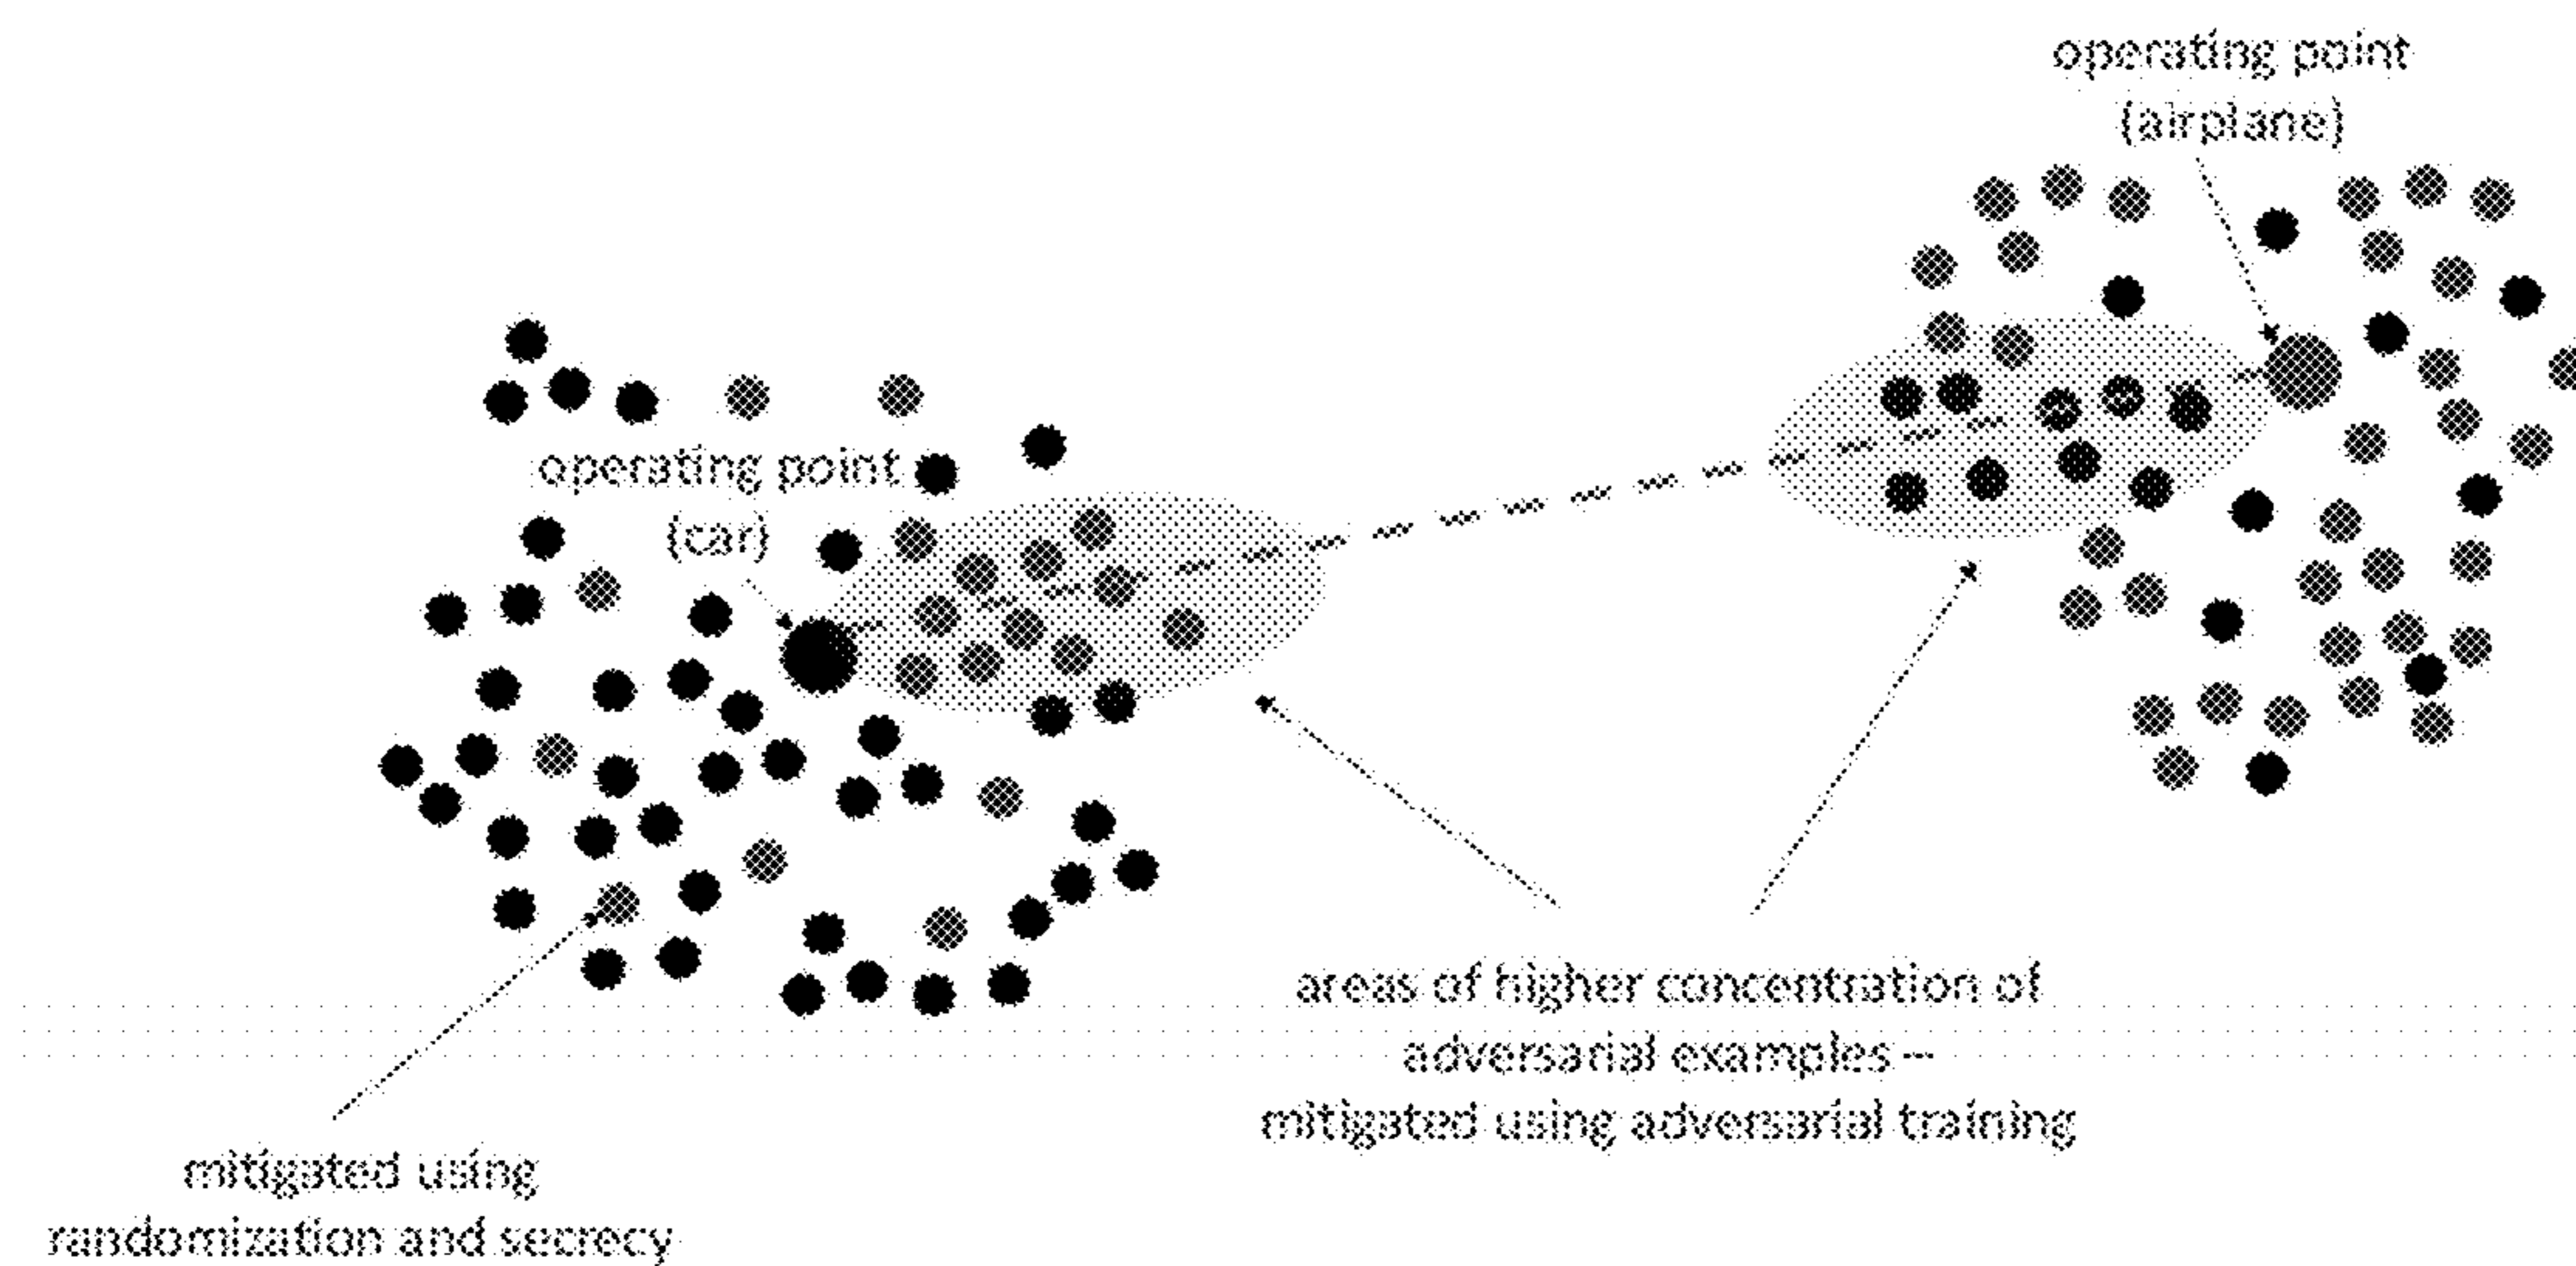 operating point
(airplane)
operating point
(car)
areas of higher concentration of
adversarial examples –
mitigated using adversarial training
mitigated using
randomization and secrecy